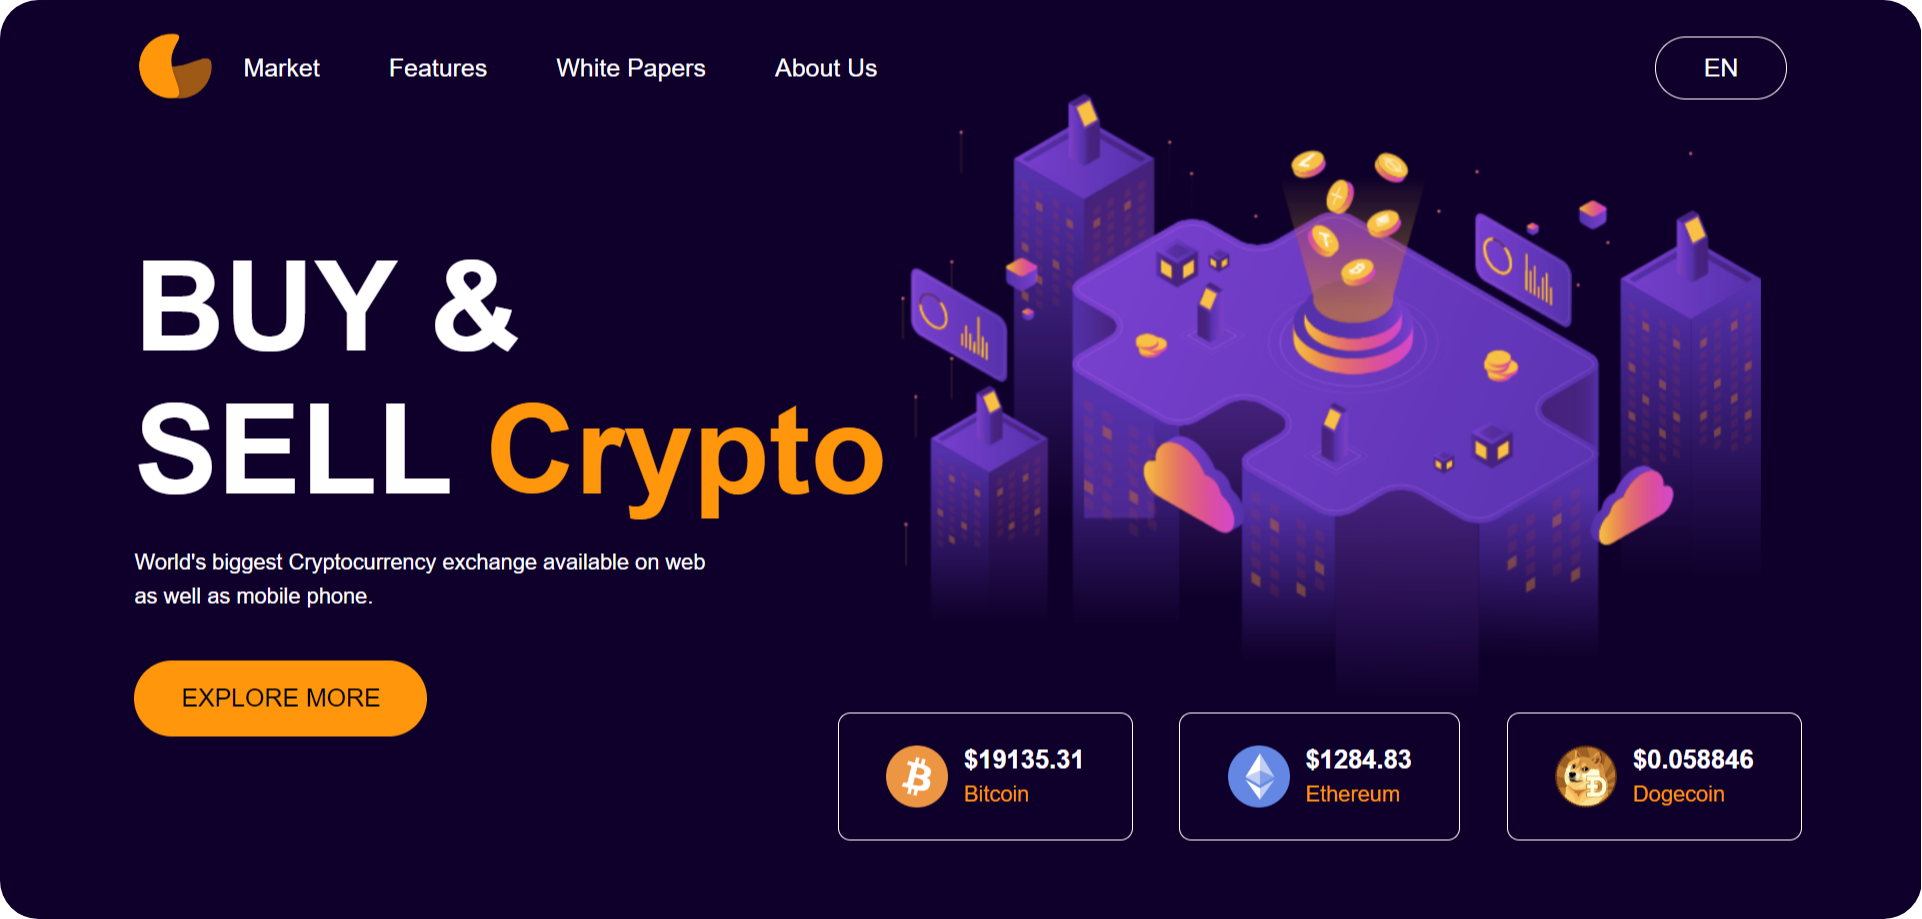 Market Features White Papers About Us EN
BUY &
SELL Crypto
World's biggest Cryptocurrency exchange available on web
as well as mobile phone.
EXPLORE MORE
$19135.31
Bitcoin
$1284.83
Ethereum
$0.058846
Dogecoin